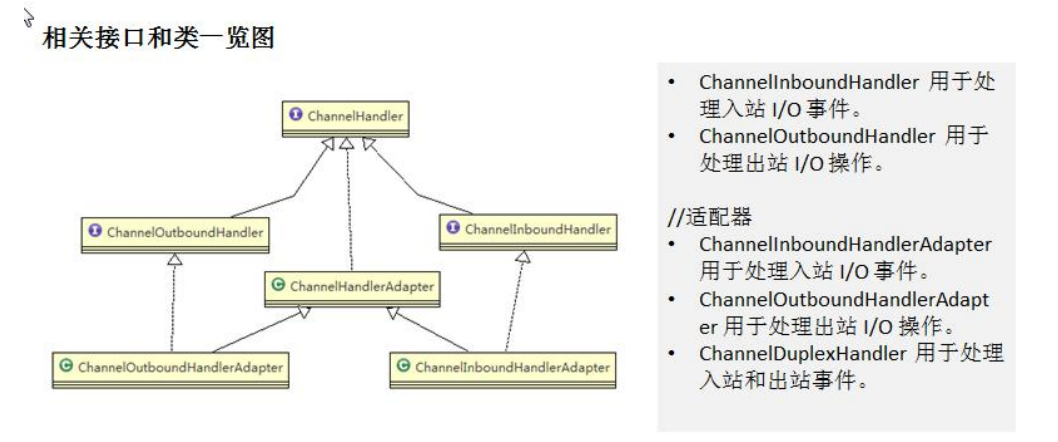 相关接口和类一览图
ChannelHandler
ChannelOutboundHandler
ChannelInboundHandler
ChannelHandlerAdapter
ChannelOutboundHandlerAdapter
ChannelInboundHandlerAdapter
• ChannelInboundHandler 用于处
理入站 I/O 事件。
• ChannelOutboundHandler 用于
处理出站 I/O 操作。
//适配器
• ChannelInboundHandlerAdapter
用于处理入站 I/O 事件。
• ChannelOutboundHandlerAdapt
er 用于处理出站 I/O 操作。
• ChannelDuplexHandler 用于处理
入站和出站事件。